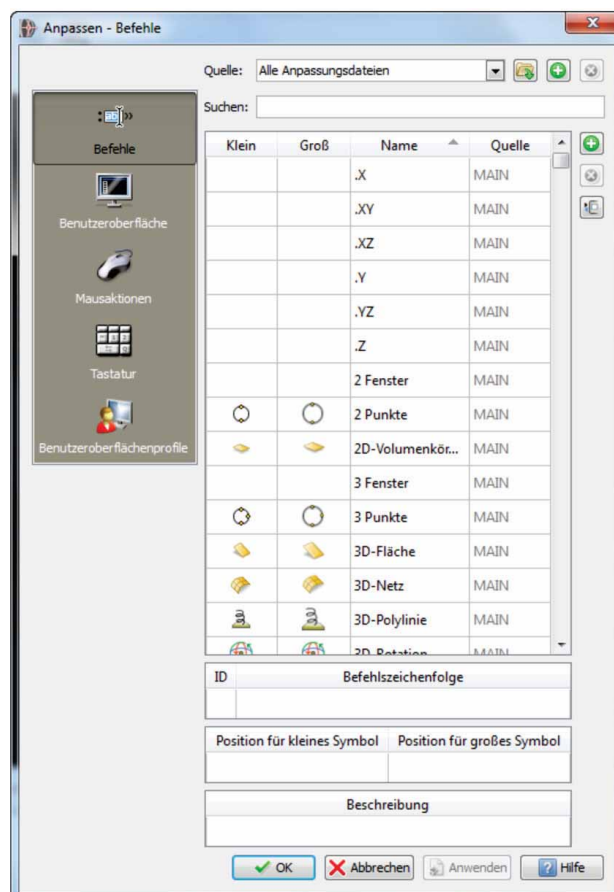 Anpassen - Befehle
Quelle: Alle Anpassungsdateien
Suchen:
Befehle
Benutzeroberfläche
Mausaktionen
Tastatur
Benutzeroberflächenprofile
Klein Groß Name Quelle
.X MAIN
.XY MAIN
.XZ MAIN
.Y MAIN
.YZ MAIN
.Z MAIN
2 Fenster MAIN
2 Punkte MAIN
2D-Volumenkör... MAIN
3 Fenster MAIN
3 Punkte MAIN
3D-Fläche MAIN
3D-Netz MAIN
3D-Polylinie MAIN
3D-Rotation MAIN
ID Befehlszeichenfolge
Position für kleines Symbol Position für großes Symbol
Beschreibung
OK Abbrechen Anwenden Hilfe